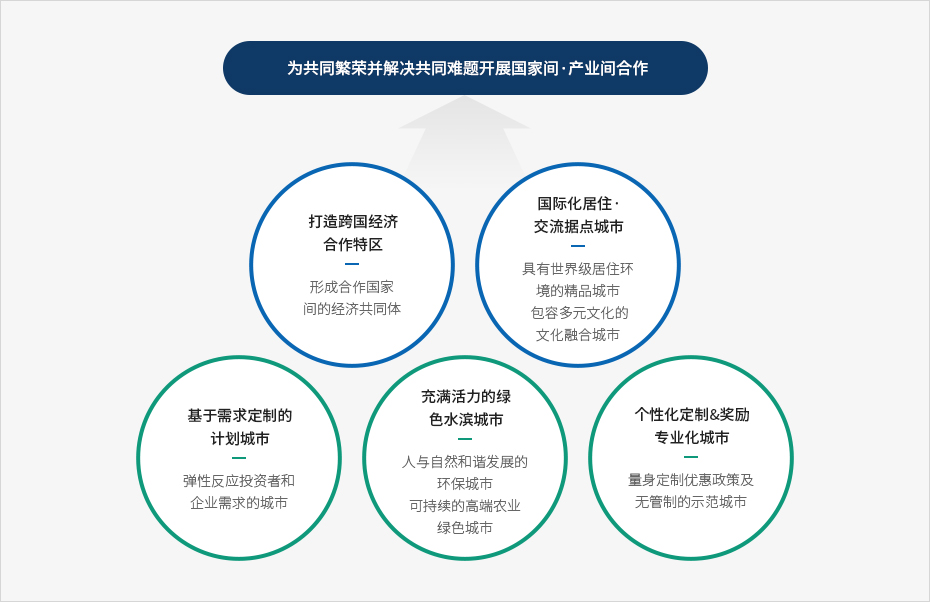 为共同繁荣并解决共同难题开展国家间·产业间合作
打造跨国经济
合作特区
形成合作国家
间的经济共同体
国际化居住·
交流据点城市
具有世界级居住环
境的精品城市
包容多元文化的
文化融合城市
基于需求定制的
计划城市
弹性反应投资者和
企业需求的城市
充满活力的绿
色水滨城市
人与自然和谐发展的
环保城市
可持续的高端农业
绿色城市
个性化定制&奖励
专业化城市
量身定制优惠政策及
无管制的示范城市